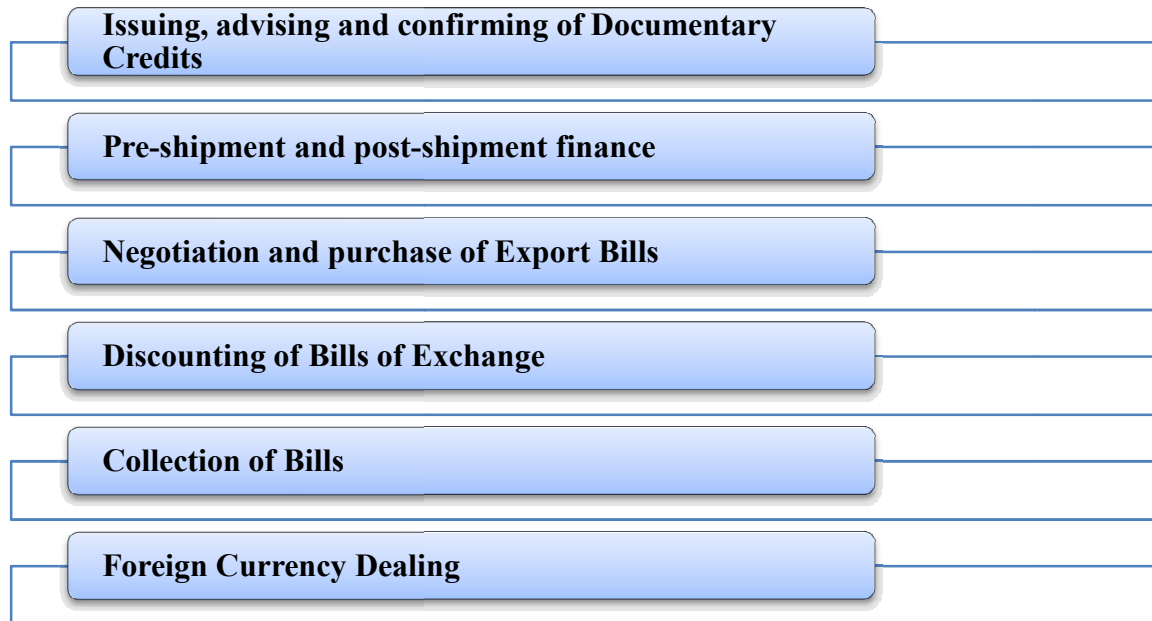 Issuing, advising and confirming of Documentary
Credits
Pre-shipment and post-shipment finance
Negotiation and purchase of Export Bills
Discounting of Bills of Exchange
Collection of Bills
Foreign Currency Dealing